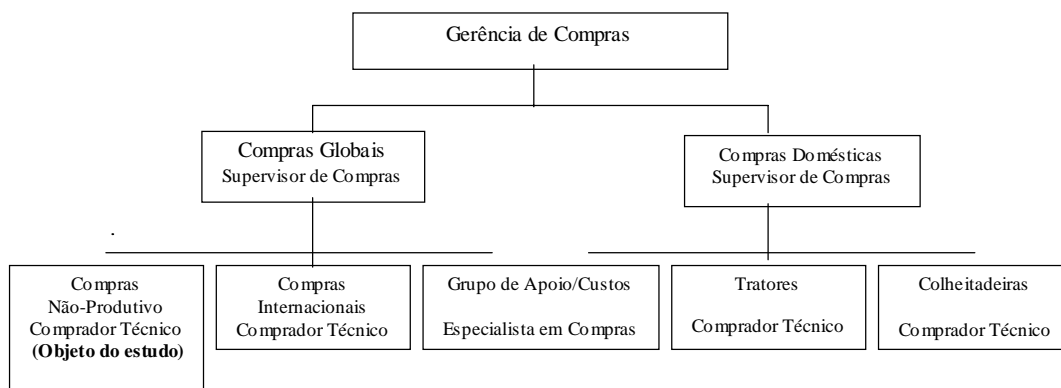 Gerência de Compras
Compras Globais
Supervisor de Compras
Compras Domésticas
Supervisor de Compras
Compras
Não-Produtivo
Comprador Técnico
(Objeto do estudo)
Compras
Internacionais
Comprador Técnico
Grupo de Apoio/Custos
Especialista em Compras
Tratores
Comprador Técnico
Colheitadeiras
Comprador Técnico